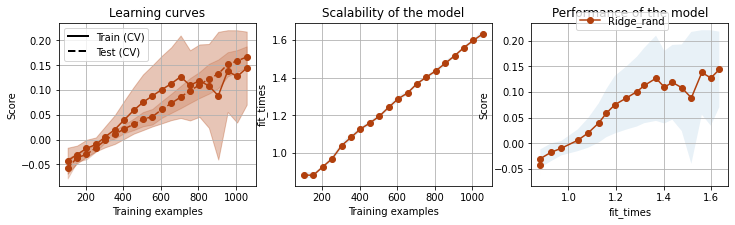 Learning curves
Scalability of the model
Performance of the model
Train (CV)
Test (CV)
Ridge_rand
Score
0.20
0.15
0.10
0.05
0.00
−0.05
200 400 600 800 1000
Training examples
fit_times
1.6
1.4
1.2
1.0
200 400 600 800 1000
Training examples
Score
0.20
0.15
0.10
0.05
0.00
−0.05
1.0 1.2 1.4 1.6
fit_times